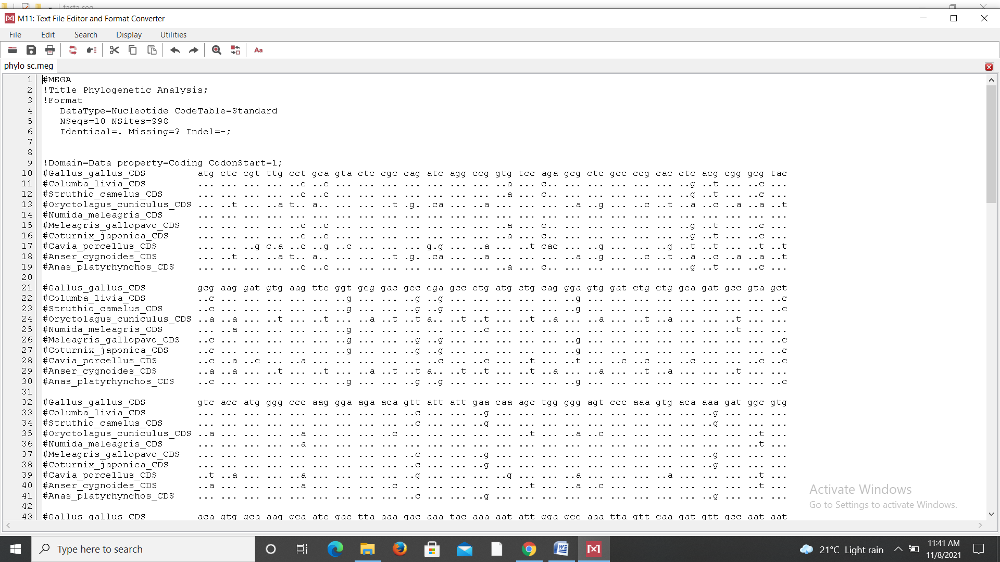 fasta seq
M11: Text File Editor and Format Converter
File Edit Search Display Utilities
Aa
phylo sc.meg
1 #MEGA
2 !Title Phylogenetic Analysis;
3 !Format
4 DataType=Nucleotide CodeTable=Standard
5 NSeqs=10 NSites=998
6 Identical=. Missing=? Indel=-;
7
8
9 !Domain=Data property=Coding CodonStart=1;
10 #Gallus_gallus_CDS atg ctc cgt ttg cct gca gta ctc cgc cag atc agg ccg gtg tcc aga gcg ctc gcc ccg cac ctc acg cgg gcg tac
11 #Columba_livia_CDS ... ... ... ... ..c ..c ... ... ... ... ... ... ... ..a ... c.. ... ... ... ... ... ..g ..t ... ..c ...
12 #Struthio_camelus_CDS ... ... ... ... ..c ..c ... ... ... ... ... ... ... ..a ... c.. ... ... ... ... ... ..g ..t ... ..c ...
13 #Oryctolagus_cuniculus_CDS ... ..t ... ..a t.. a.. ... ... ..t .g. .ca ... ..a ... ... ... ..a ..g ... ..c ..t ..a ..c ..a ..a ..t
14 #Numida_meleagris_CDS ... ... ... ... ... ... ... ... ... ... ... ... ... ... ... ... ... ... ... ... ... ... ... ... ... ...
15 #Meleagris_gallopavo_CDS ... ... ... ... ..c ..c ... ... ... ... ... ... ... ..a ... c.. ... ... ... ... ... ..g ..t ... ..c ...
16 #Coturnix_japonica_CDS ... ... ... ... ..c ..c ... ... ... ... ... ... ... ..a ... c.. ... ... ... ... ... ..g ..t ... ..c ...
17 #Cavia_porcellus_CDS ... ... ..g c.a ..c ..g ..c ... ... ... g.g ... ..a ... ..t cac ... ..g ... ... ..g ..t ..t ... ..t ..t
18 #Anser_cygnoides_CDS ... ..t ... ..a t.. a.. ... ... ..t .g. .ca ... ..a ... ... ... ..a ..g ... ..c ..t ..a ..c ..a ..a ..t
19 #Anas_platyrhynchos_CDS ... ... ... ... ..c ..c ... ... ... ... ... ... ... ..a ... c.. ... ... ... ... ... ..g ..t ... ..c ...
20
21 #Gallus_gallus_CDS gcg aag gat gtg aag ttc ggt gcg gac gcc cga gcc ctg atg ctg cag gga gtg gat ctg ctg gca gat gcc gta gct
22 #Columba_livia_CDS ..c ... ... ... ... ... ..g ... ... ..g ..g ... ... ... ... ... ..g ... ... ... ... ... ... ... ... ..c
23 #Struthio_camelus_CDS ..c ... ... ... ... ... ..g ... ... ..g ..g ... ... ... ... ... ..g ... ... ... ... ... ... ... ... ..c
24 #Oryctolagus_cuniculus_CDS ..a ..a ... ..t ... ..t ... ..a ..t ..t a.. ..t ..t ... ..t ..a ... ..a ... ..t ..a ... ... ..t ... ...
25 #Numida_meleagris_CDS ... ..a ... ... ... ... ..g ... ... ... ... ... ..c ... ... ... ... ... ... ... ... ... ... ..t ... ...
26 #Meleagris_gallopavo_CDS ..c ... ... ... ... ... ..g ... ... ..g ..g ... ... ... ... ... ..g ... ... ... ... ... ... ... ... ..c
27 #Coturnix_japonica_CDS ..c ... ... ... ... ... ..g ... ... ..g ..g ... ... ... ... ... ..g ... ... ... ... ... ... ... ... ..c
28 #Cavia_porcellus_CDS ..c ..a ..c ... ..a ... ... ... ... ... ..c ... ..c ... ..t ... ..t ... ..c ..c ... ..c ... ... ..c ..c
29 #Anser_cygnoides_CDS ..a ..a ... ..t ... ..t ... ..a ..t ..t a.. ..t ..t ... ..t ..a ... ..a ... ..t ..a ... ... ..t ... ...
30 #Anas_platyrhynchos_CDS ..c ... ... ... ... ... ..g ... ... ..g ..g ... ... ... ... ... ..g ... ... ... ... ... ... ... ... ..c
31
32 #Gallus_gallus_CDS gtc acc atg ggg ccc aag gga aga aca gtt att att gaa caa agc tgg ggg agt ccc aaa gtg aca aaa gat ggc gtg
33 #Columba_livia_CDS ... ... ... ... ... ... ... ... ... ..c ... ... ..g ... ... ... ... ... ... ... ... ... ..g ... ... ...
34 #Struthio_camelus_CDS ... ... ... ... ... ... ... ... ... ..c ... ... ..g ... ... ... ... ... ... ... ... ... ..g ... ... ...
35 #Oryctolagus_cuniculus_CDS ..a ... ... ... ..a ... ... ... ..c ... ... ... ... ... ..t ... ..a ..c ... ... ... ... ... ... ..t ...
36 #Numida_meleagris_CDS ... ... ... ... ..a ... ... ... ... ... ... ... ... ... ... ... ... ... ... ... ... ... ... ... ..t ...
37 #Meleagris_gallopavo_CDS ... ... ... ... ... ... ... ... ... ..c ... ... ..g ... ... ... ... ... ... ... ... ... ..g ... ... ...
38 #Coturnix_japonica_CDS ... ... ... ... ... ... ... ... ... ..c ... ... ..g ... ... ... ... ... ... ... ... ... ..g ... ... ...
39 #Cavia_porcellus_CDS ..t ..a ... ... ..a ... ... ... ... ..g ... ... ... ..g ... ... ..a ... ... ... ..a ... ... ... ..t ...
40 #Anser_cygnoides_CDS ..a ... ... ... ..a ... ... ... ..c ... ... ... ... ... ..t ... ..a ..c ... ... ... ... ... ... ..t ...
41 #Anas_platyrhynchos_CDS ... ... ... ... ... ... ... ... ... ..c ... ... ..g ... ... ... ... ... ... ... ... ... ..g ... ... ...
42
43 #Gallus_gallus_CDS aca gtg gca aag gca atc gac tta aaa gac aaa tac aaa aat att gga gcc aaa tta gtt caa gat gtt gcc aat aat
Activate Windows
Go to Settings to activate Windows.
Type here to search
21°C Light rain
11:41 AM
11/8/2021